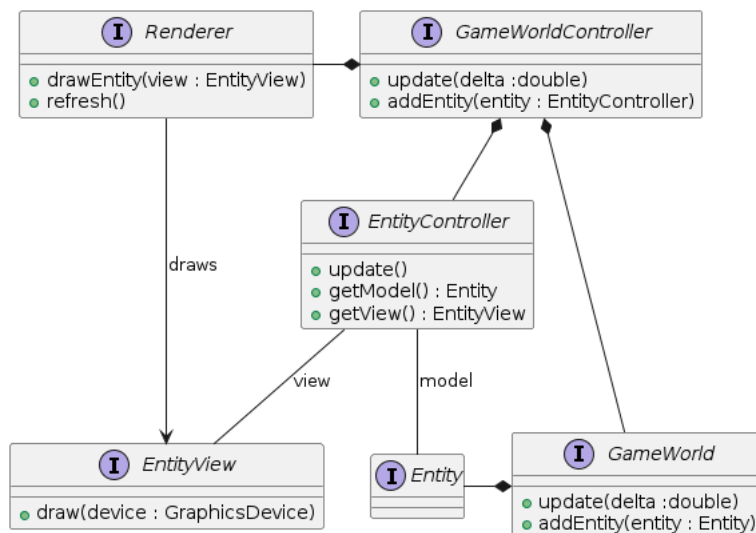 I Renderer
drawEntity(view : EntityView)
refresh()
I GameWorldController
update(delta :double)
addEntity(entity : EntityController)
draws
I EntityController
update()
getModel() : Entity
getView() : EntityView
view
model
I EntityView
draw(device : GraphicsDevice)
I Entity
I GameWorld
update(delta :double)
addEntity(entity : Entity)